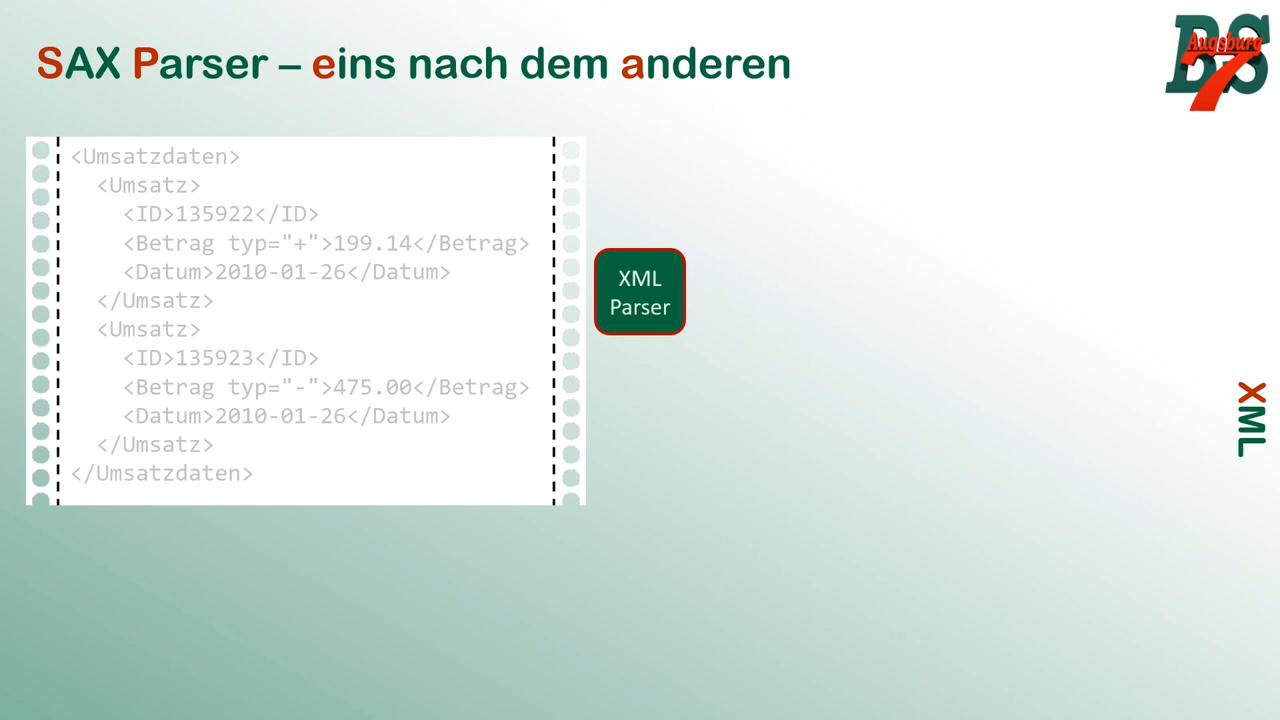 SAX Parser – eins nach dem anderen
BS
Augsburg
7
<Umsatzdaten>
<Umsatz>
<ID>135922</ID>
<Betrag typ="+">199.14</Betrag>
<Datum>2010-01-26</Datum>
</Umsatz>
<Umsatz>
<ID>135923</ID>
<Betrag typ="-">475.00</Betrag>
<Datum>2010-01-26</Datum>
</Umsatz>
</Umsatzdaten>
XML
Parser
XML